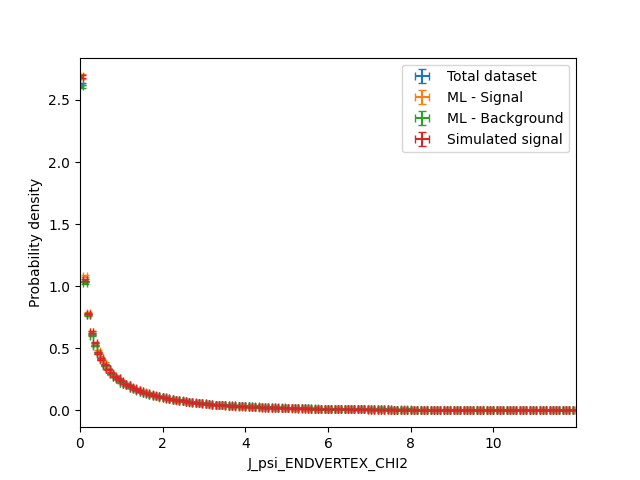 Total dataset
ML - Signal
ML - Background
Simulated signal
Probability density
2.5
2.0
1.5
1.0
0.5
0.0
0 2 4 6 8 10
J_psi_ENDVERTEX_CHI2